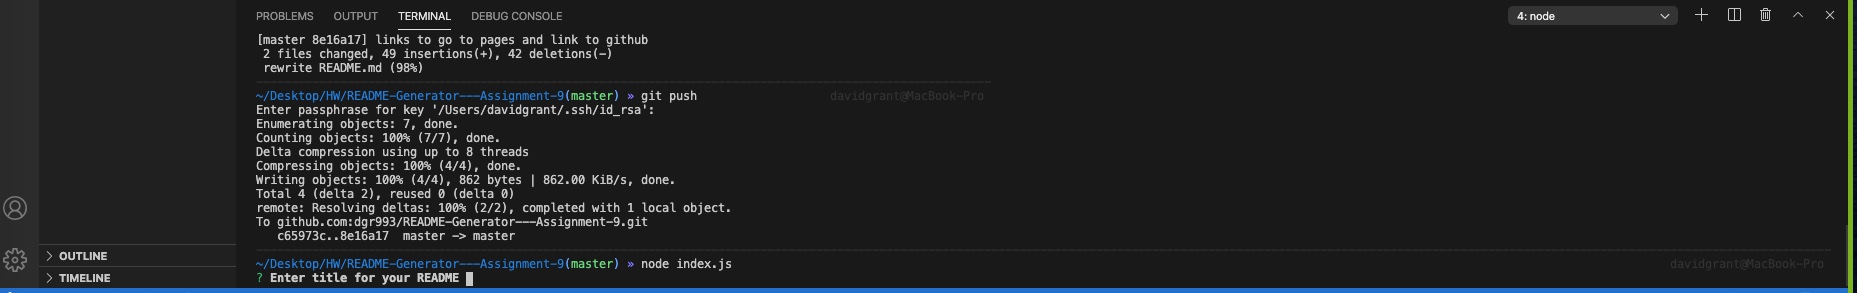 PROBLEMS OUTPUT TERMINAL DEBUG CONSOLE 4: node
[master 8e16a17] links to go to pages and link to github
2 files changed, 49 insertions(+), 42 deletions(-)
rewrite README.md (98%)
~/Desktop/HW/README-Generator---Assignment-9(master) » git push davidgrant@MacBook-Pro
Enter passphrase for key '/Users/davidgrant/.ssh/id_rsa':
Enumerating objects: 7, done.
Counting objects: 100% (7/7), done.
Delta compression using up to 8 threads
Compressing objects: 100% (4/4), done.
Writing objects: 100% (4/4), 862 bytes | 862.00 KiB/s, done.
Total 4 (delta 2), reused 0 (delta 0)
remote: Resolving deltas: 100% (2/2), completed with 1 local object.
To github.com:dgr993/README-Generator---Assignment-9.git
c65973c..8e16a17 master -> master
~/Desktop/HW/README-Generator---Assignment-9(master) » node index.js davidgrant@MacBook-Pro
? Enter title for your README
OUTLINE
TIMELINE